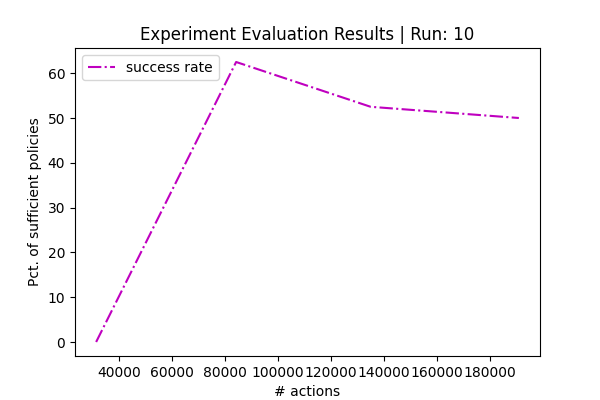 Experiment Evaluation Results | Run: 10
success rate
Pct. of sufficient policies
60
50
40
30
20
10
0
40000 60000 80000 100000 120000 140000 160000 180000
# actions